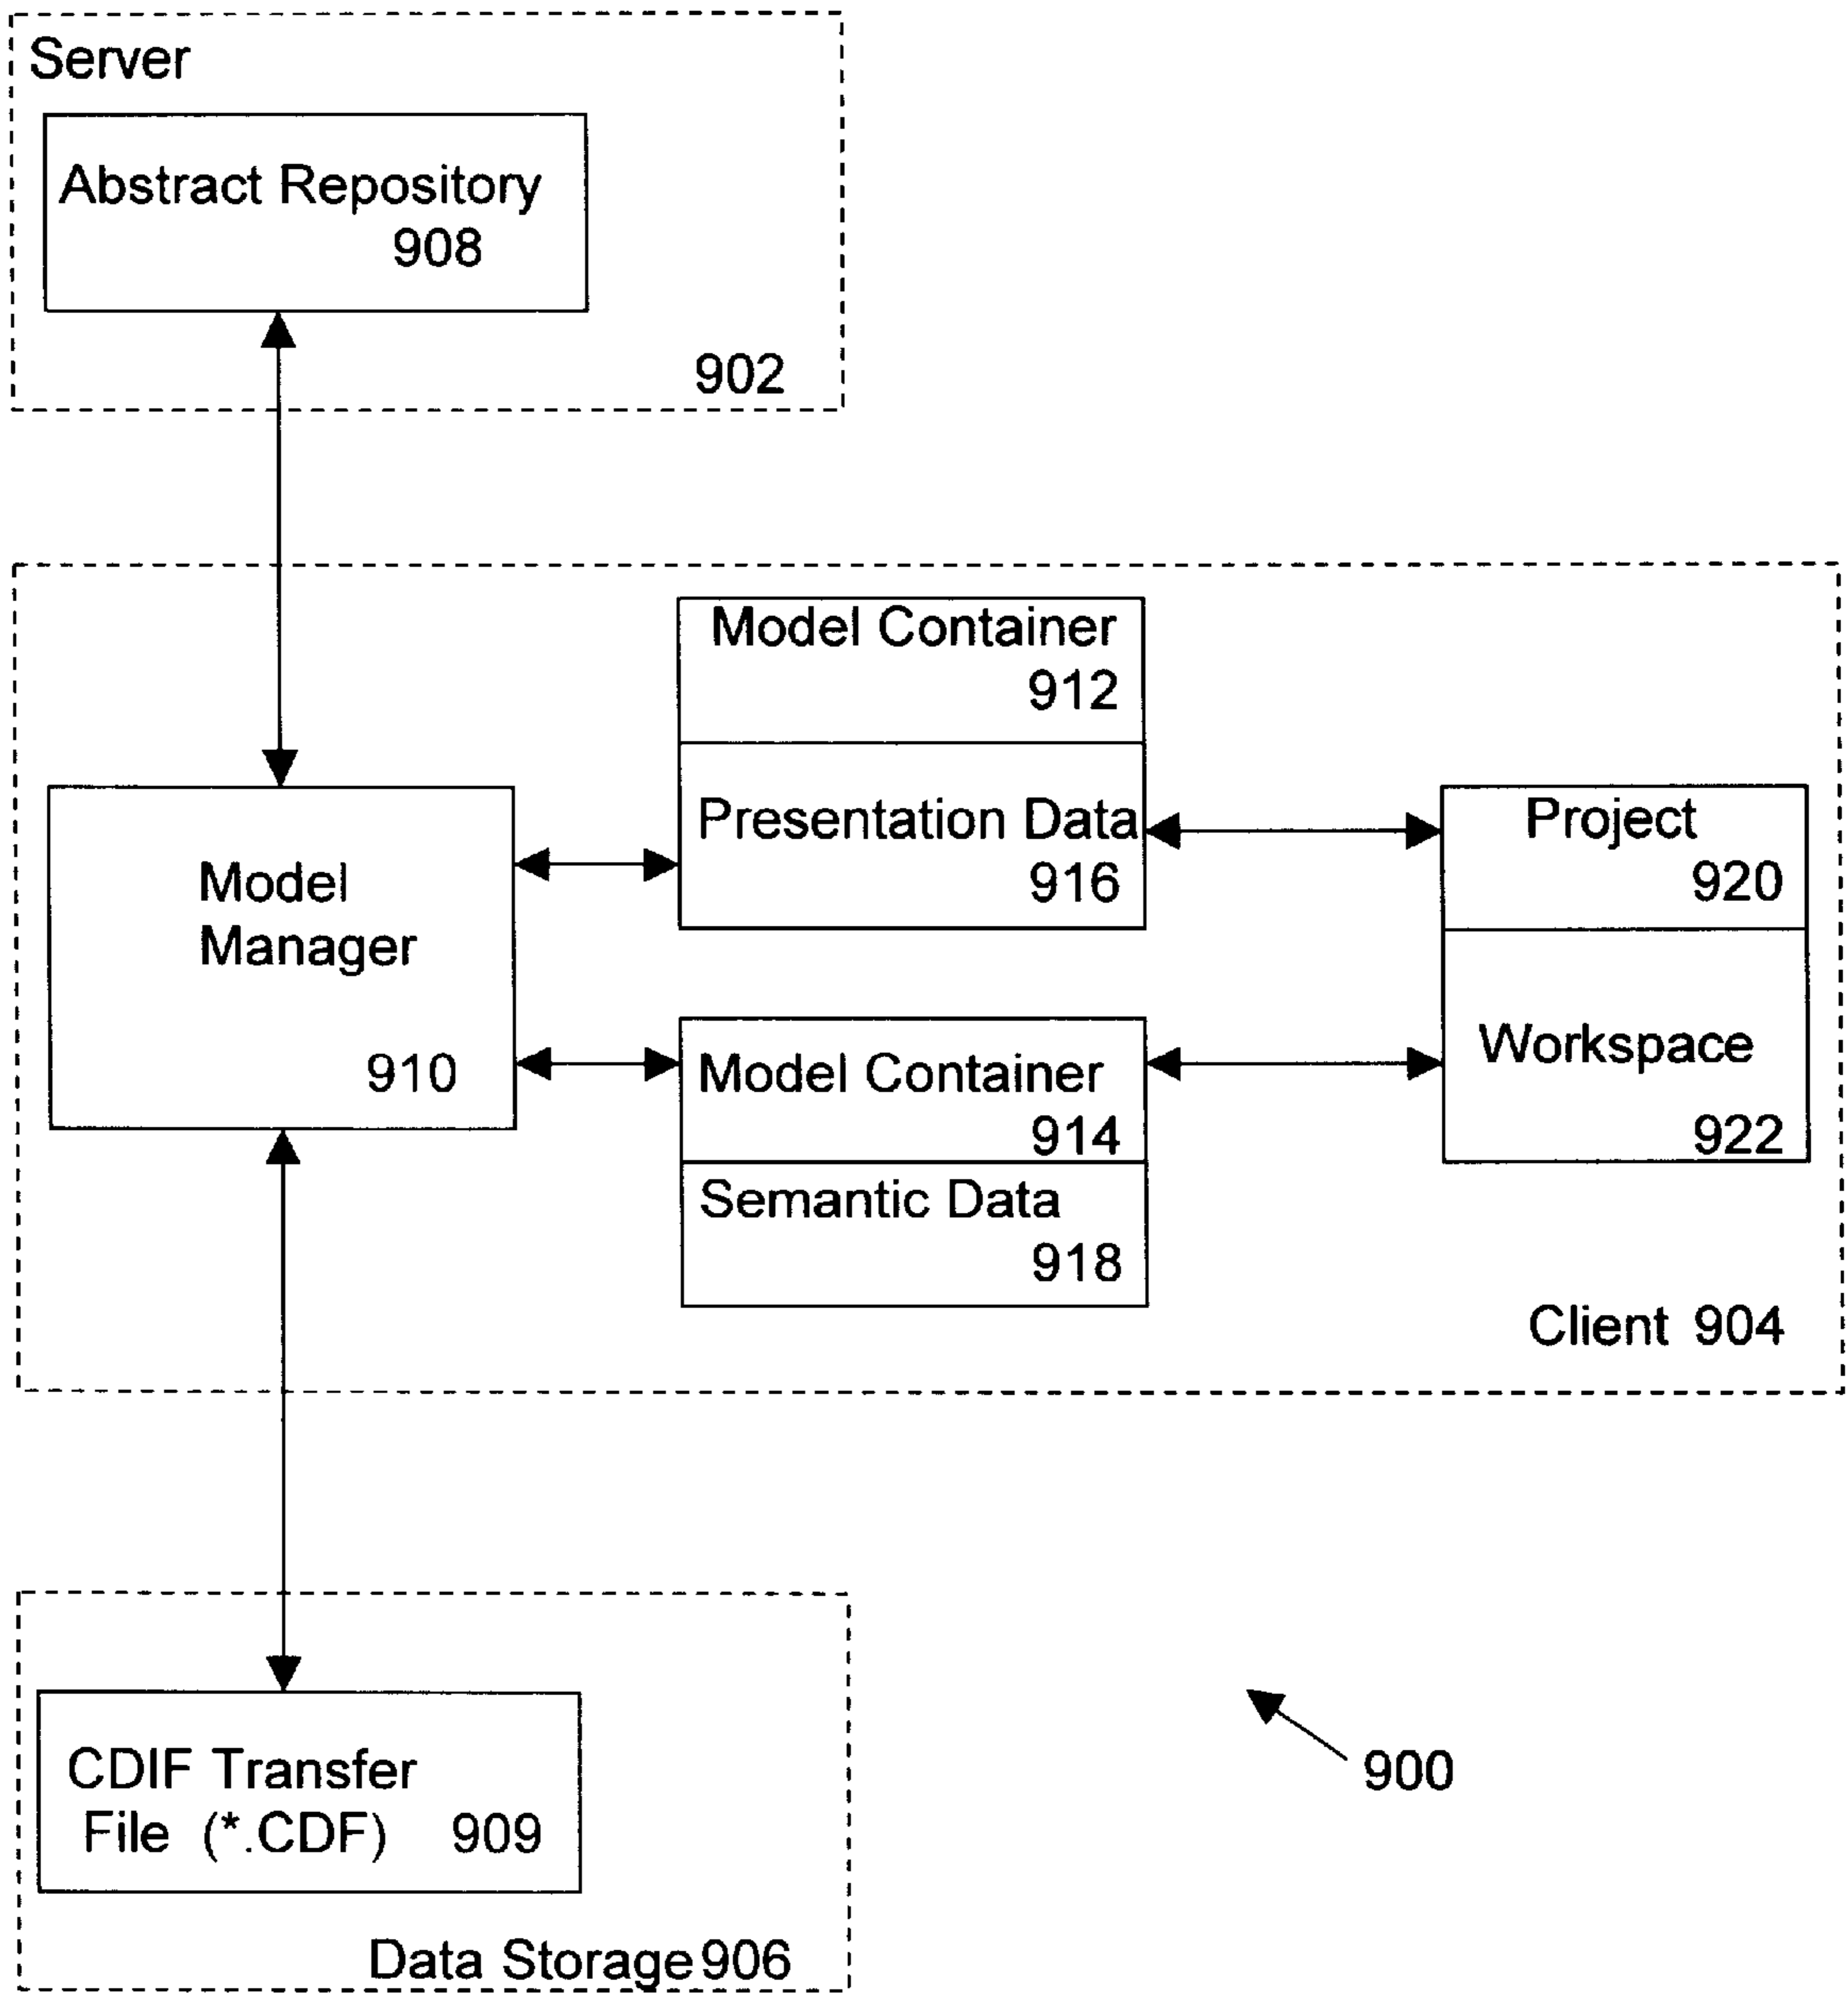 Server
Abstract Repository
908
902
Model Container
912
Presentation Data
916
Project
920
Model
Manager
910
Workspace
922
Model Container
914
Semantic Data
918
Client 904
CDIF Transfer
File (*.CDF) 909
Data Storage 906
900